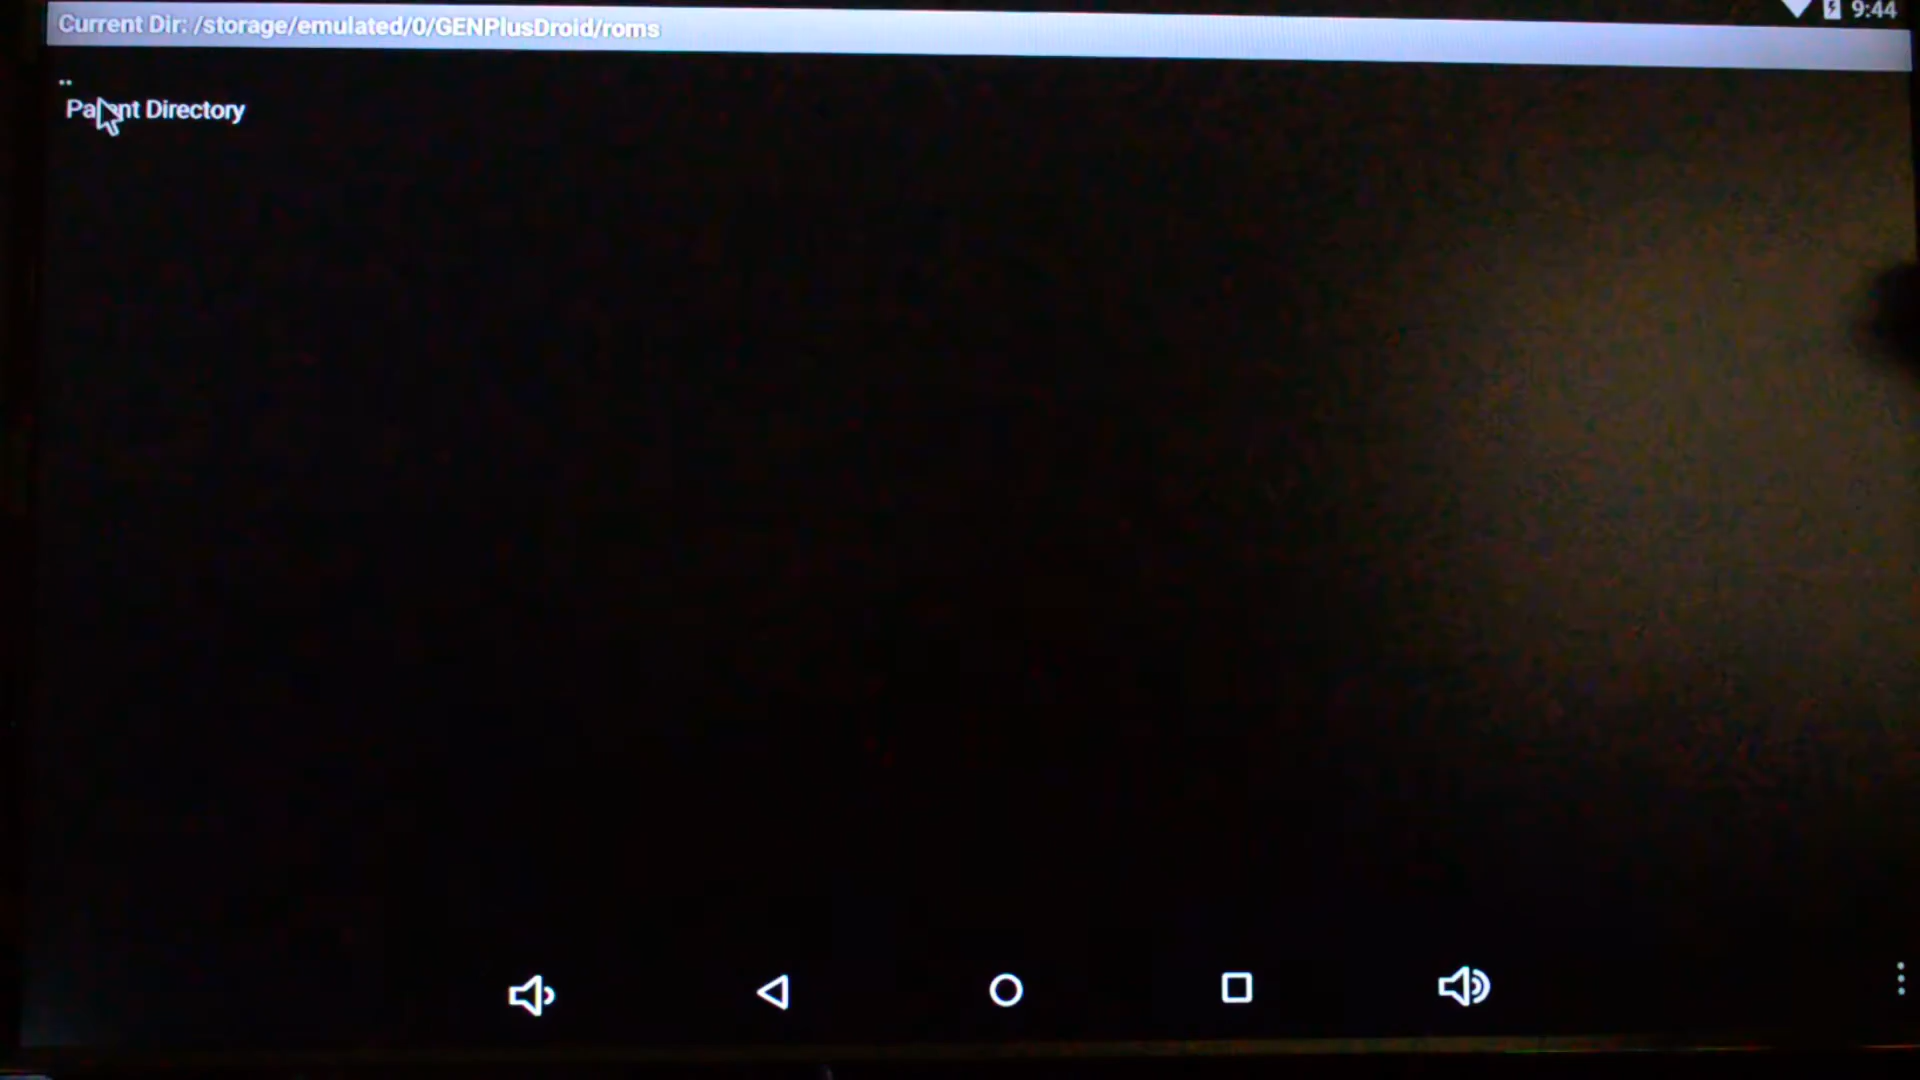 Current Dir: /storage/emulated/0/GENPlusDroid/roms
9:44
..
Parent Directory